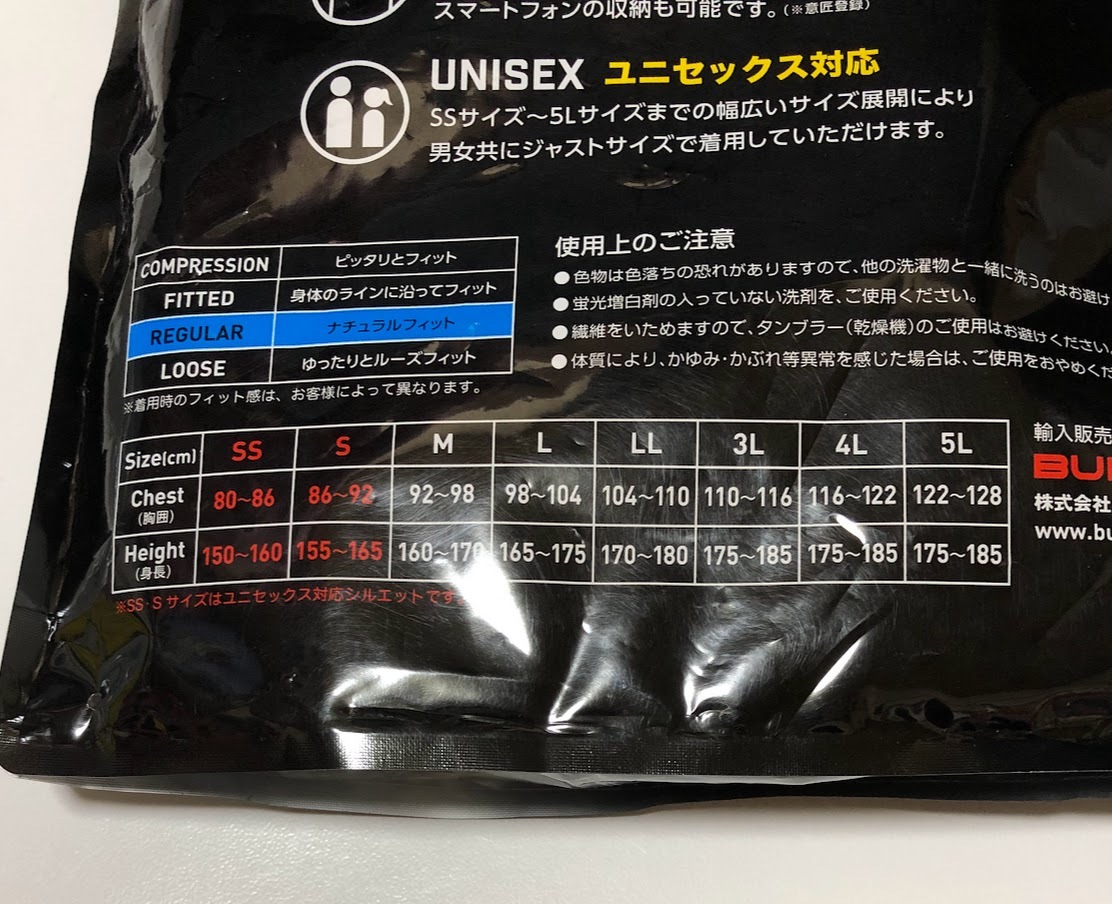 スマートフォンの収納も可能です。(※意匠登録)
UNISEX ユニセックス対応
SSサイズ〜5Lサイズまでの幅広いサイズ展開により
男女共にジャストサイズで着用していただけます。
COMPRESSION ピッタリとフィット
FITTED 身体のラインに沿ってフィット
REGULAR ナチュラルフィット
LOOSE ゆったりとルーズフィット
※着用時のフィット感は、お客様によって異なります。
使用上のご注意
●色物は色落ちの恐れがありますので、他の洗濯物と一緒に洗うのはお避け
●蛍光増白剤の入っていない洗剤を、ご使用ください。
●繊維をいためますので、タンブラー(乾燥機)のご使用はお避けください。
●体質により、かゆみ・かぶれ等異常を感じた場合は、ご使用をおやめくだ
Size(cm) SS S M L LL 3L 4L 5L
Chest 80〜86 86〜92 92〜98 98〜104 104〜110 110〜116 116〜122 122〜128
(胸囲)
Height 150〜160 155〜165 160〜170 165〜175 170〜180 175〜185 175〜185 175〜185
(身長)
※SS・Sサイズはユニセックス対応シルエットです。
輸入販売
BU
株式会社
www.bu